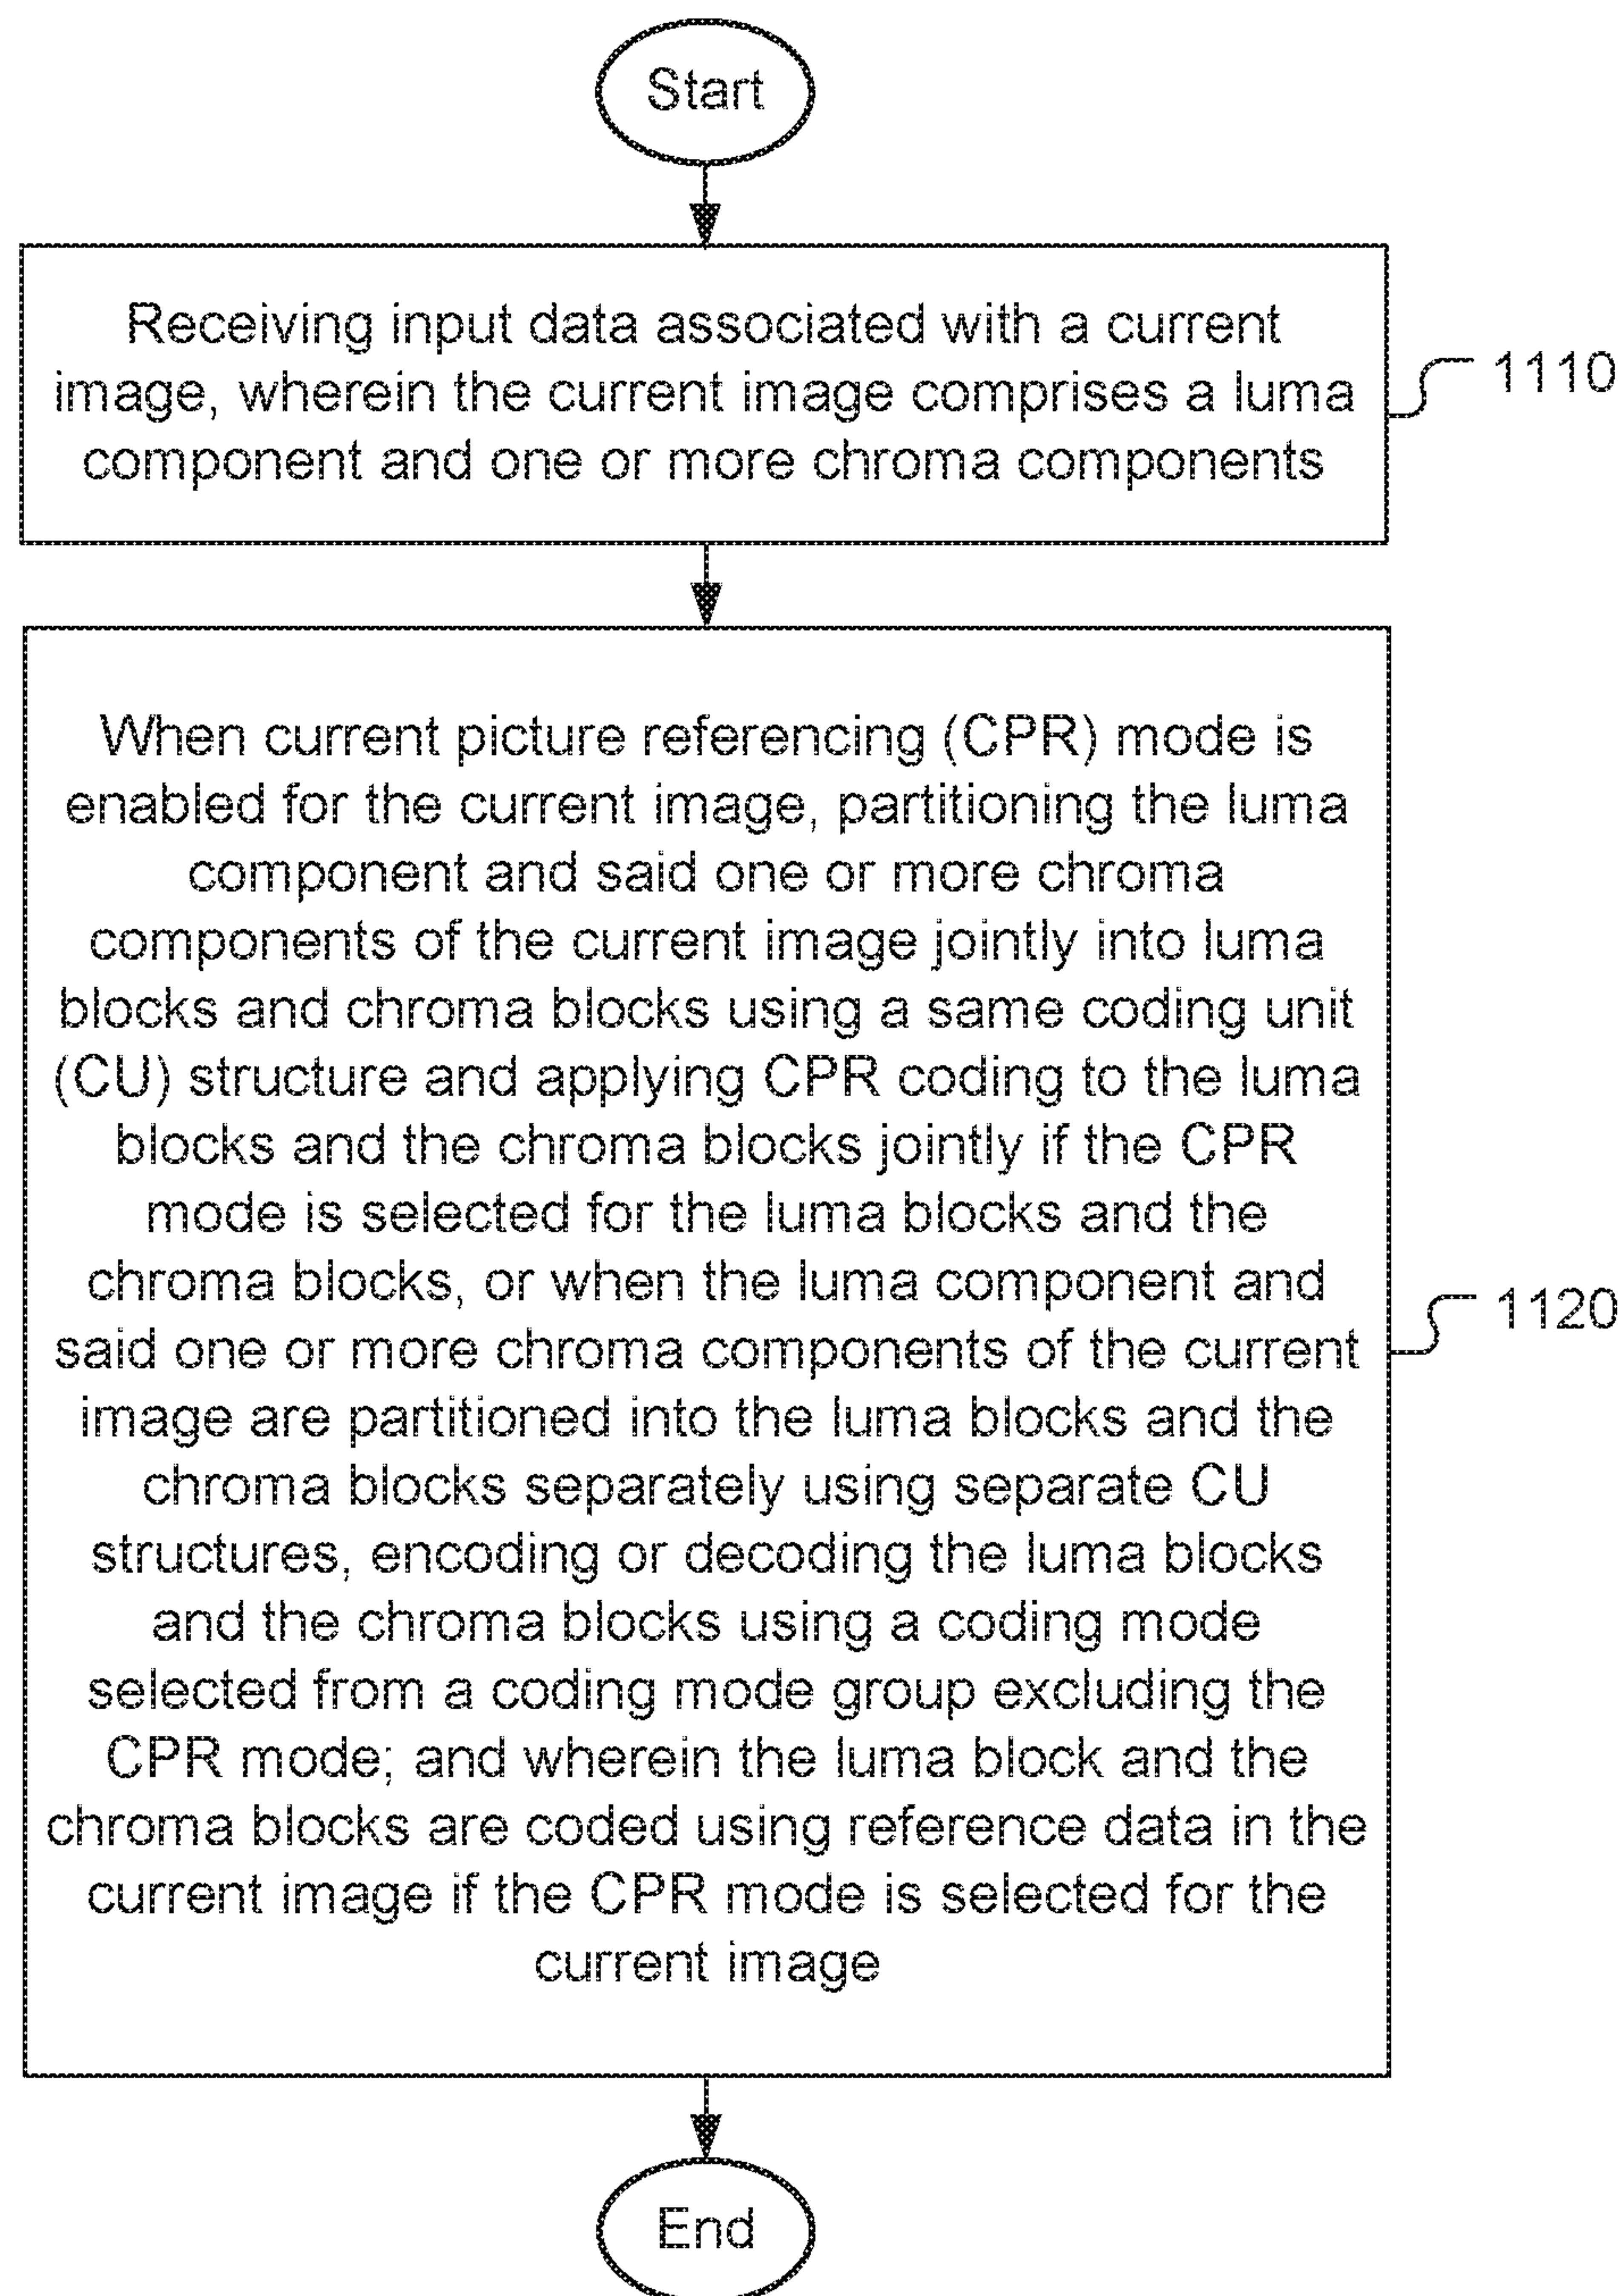 Start
Receiving input data associated with a current
image, wherein the current image comprises a luma
component and one or more chroma components
1110
When current picture referencing (CPR) mode is
enabled for the current image, partitioning the luma
component and said one or more chroma
components of the current image jointly into luma
blocks and chroma blocks using a same coding unit
(CU) structure and applying CPR coding to the luma
blocks and the chroma blocks jointly if the CPR
mode is selected for the luma blocks and the
chroma blocks, or when the luma component and
said one or more chroma components of the current
image are partitioned into the luma blocks and the
chroma blocks separately using separate CU
structures, encoding or decoding the luma blocks
and the chroma blocks using a coding mode
selected from a coding mode group excluding the
CPR mode; and wherein the luma block and the
chroma blocks are coded using reference data in the
current image if the CPR mode is selected for the
current image
1120
End